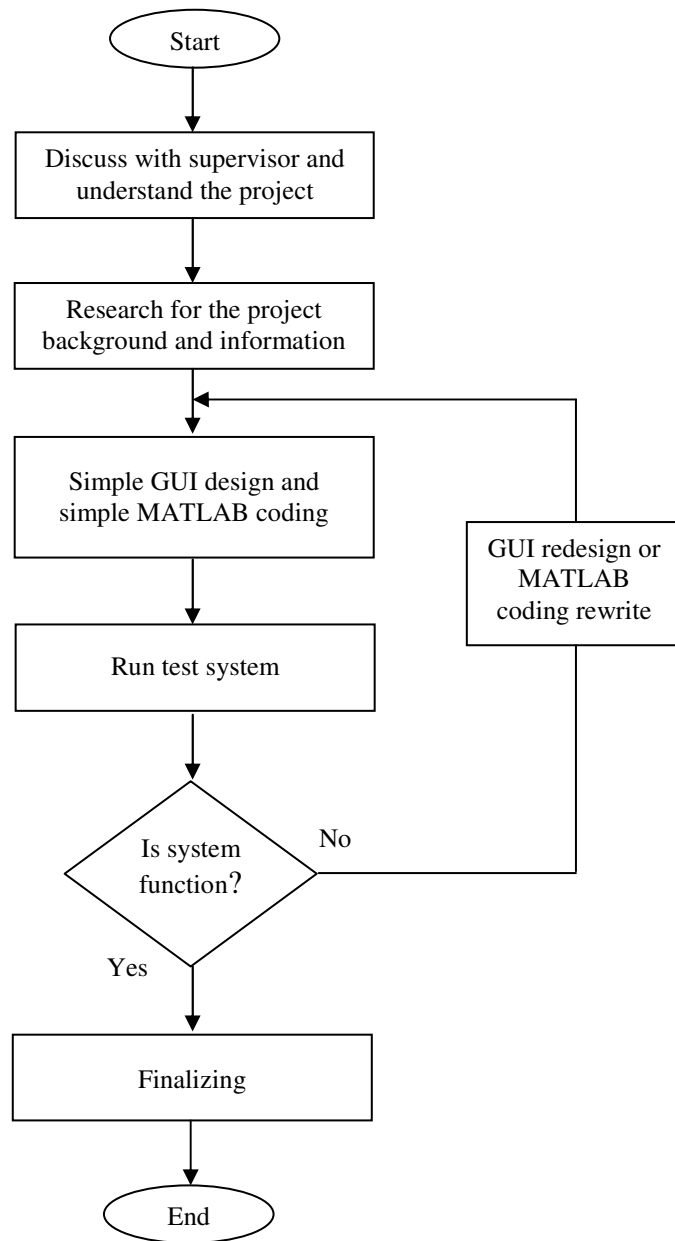 Start
Discuss with supervisor and
understand the project
Research for the project
background and information
Simple GUI design and
simple MATLAB coding
GUI redesign or
MATLAB
coding rewrite
Run test system
Is system
function?
No
Yes
Finalizing
End